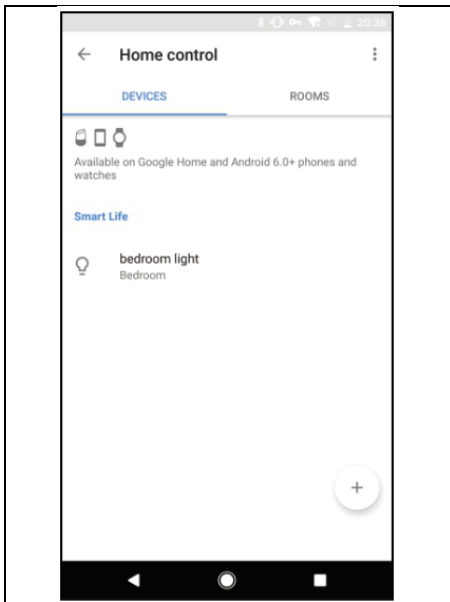 20:38
Home control
DEVICES ROOMS
Available on Google Home and Android 6.0+ phones and
watches
Smart Life
bedroom light
Bedroom